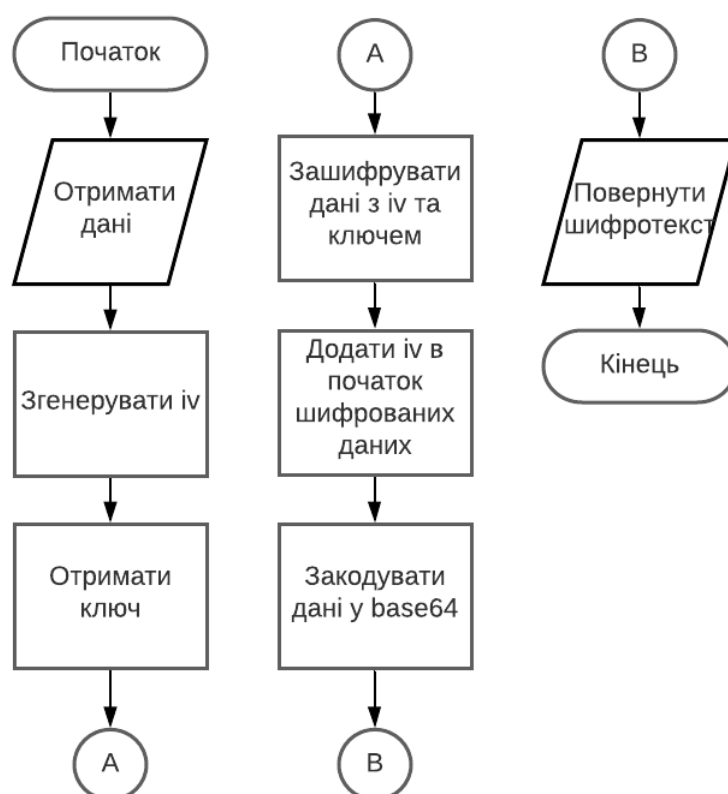 Початок
Отримати
дані
Згенерувати iv
Отримати
ключ
А
А
Зашифрувати
дані з iv та
ключем
Додати iv в
початок
шифрованих
даних
Закодувати
дані у base64
В
В
Повернути
шифротекст
Кінець